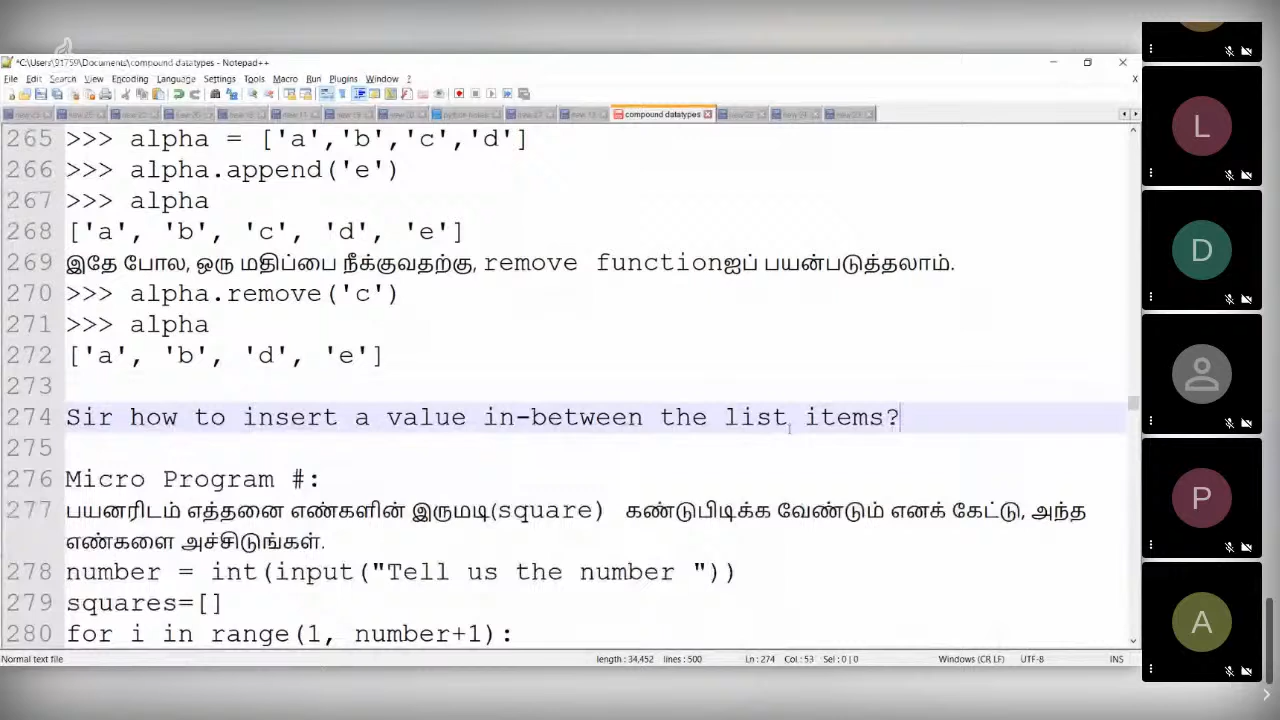 *C:\Users\91759\Documents\compound datatypes - Notepad++
File Edit Search View Encoding Language Settings Tools Macro Run Plugins Window ?
compound datatypes
265 >>> alpha = ['a','b','c','d']
266 >>> alpha.append('e')
267 >>> alpha
268 ['a', 'b', 'c', 'd', 'e']
269 இதே போல, ஒரு மதிப்பை நீக்குவதற்கு, remove functionஐப் பயன்படுத்தலாம்.
270 >>> alpha.remove('c')
271 >>> alpha
272 ['a', 'b', 'd', 'e']
273
274 Sir how to insert a value in-between the list items?
275
276 Micro Program #:
277 பயனரிடம் எத்தனை எண்களின் இருமடி(square) கண்டுபிடிக்க வேண்டும் எனக் கேட்டு, அந்த
எண்களை அச்சிடுங்கள்.
278 number = int(input("Tell us the number "))
279 squares=[]
280 for i in range(1, number+1):
Normal text file length : 34,452 lines : 500 Ln : 274 Col : 53 Sel : 0 | 0 Windows (CR LF) UTF-8 INS
L
D
P
A